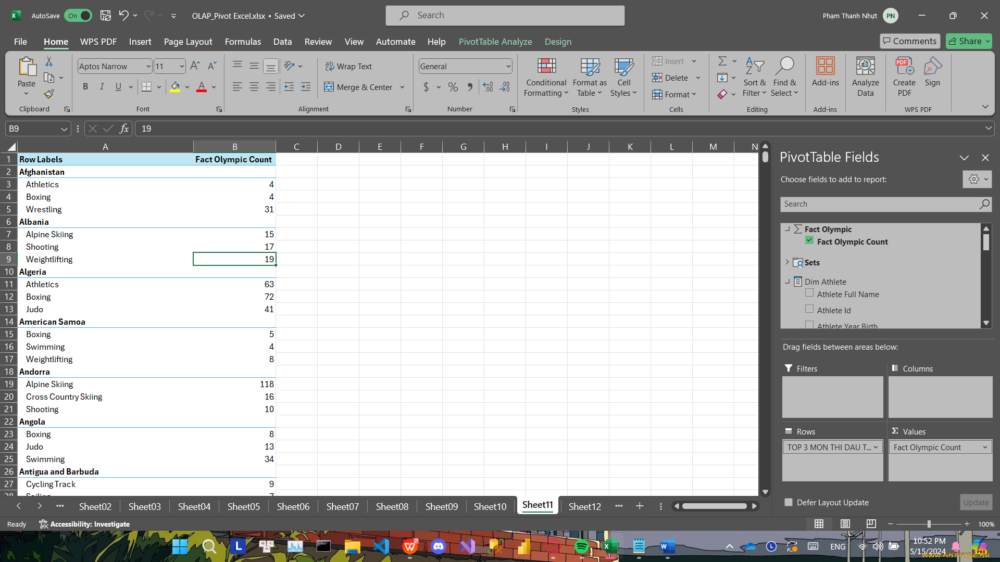 AutoSave On OLAP_Pivot Excel.xlsx • Saved Search Phạm Thanh Nhựt PN
File Home WPS PDF Insert Page Layout Formulas Data Review View Automate Help PivotTable Analyze Design Comments Share
Paste Aptos Narrow 11 Wrap Text General Conditional Formatting Format as Table Cell Styles Insert Sort & Filter Find & Select Add-ins Analyze Data Create PDF Sign
B I U Merge & Center $ % Delete
Format
Clipboard Font Alignment Number Styles Cells Editing Add-ins WPS PDF
B9 fx 19
A B C D E F G H I J K L M N
1 Row Labels Fact Olympic Count
2 Afghanistan
3 Athletics 4
4 Boxing 4
5 Wrestling 31
6 Albania
7 Alpine Skiing 15
8 Shooting 17
9 Weightlifting 19
10 Algeria
11 Athletics 63
12 Boxing 72
13 Judo 41
14 American Samoa
15 Boxing 5
16 Swimming 4
17 Weightlifting 8
18 Andorra
19 Alpine Skiing 118
20 Cross Country Skiing 16
21 Shooting 10
22 Angola
23 Boxing 8
24 Judo 13
25 Swimming 34
26 Antigua and Barbuda
27 Cycling Track 9
28 Sailing 7
PivotTable Fields
Choose fields to add to report:
Search
Fact Olympic
Fact Olympic Count
Sets
Dim Athlete
Athlete Full Name
Athlete Id
Athlete Year Birth
Drag fields between areas below:
Filters Columns
Rows Values
TOP 3 MON THI DAU T... Fact Olympic Count
Defer Layout Update Update
Sheet02 Sheet03 Sheet04 Sheet05 Sheet06 Sheet07 Sheet08 Sheet09 Sheet10 Sheet11 Sheet12
Ready Accessibility: Investigate 100%
ENG 10:52 PM
5/15/2024